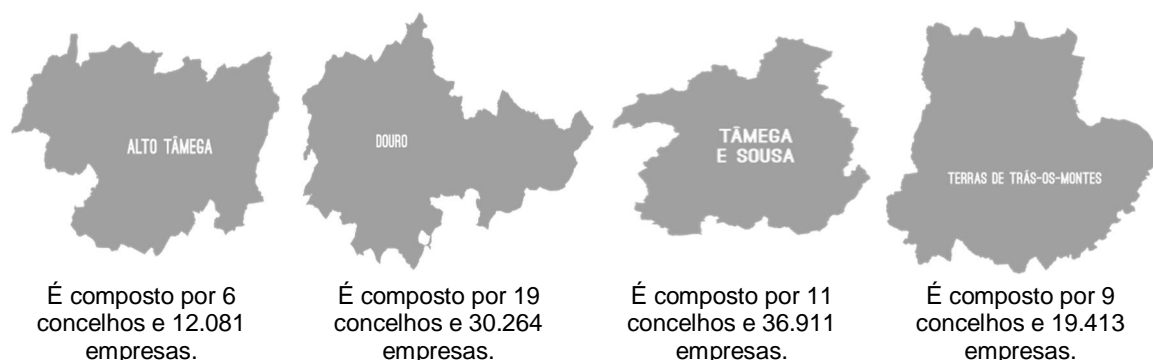 ALTO TÂMEGA
DOURO
TÂMEGA
E SOUSA
TERRAS DE TRÁS-OS-MONTES
É composto por 6
concelhos e 12.081
empresas.
É composto por 19
concelhos e 30.264
empresas.
É composto por 11
concelhos e 36.911
empresas.
É composto por 9
concelhos e 19.413
empresas.